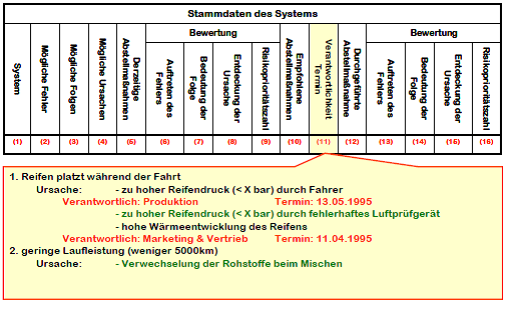 Stammdaten des Systems
Bewertung
Bewertung
System
Mögliche Fehler
Mögliche Folgen
Mögliche Ursachen
Derzeitige
Abstellmaßnahmen
Auftreten des
Fehlers
Bedeutung der
Folge
Entdeckung der
Ursache
Risikoprioritätszahl
Empfohlene
Abstellmaßnahmen
Verantwortlichkeit
Termin
Durchgeführte
Abstellmaßnahme
Auftreten des
Fehlers
Bedeutung der
Folge
Entdeckung der
Ursache
Risikoprioritätszahl
(1) (2) (3) (4) (5) (6) (7) (8) (9) (10) (11) (12) (13) (14) (15) (16)
1. Reifen platzt während der Fahrt
Ursache: - zu hoher Reifendruck (< X bar) durch Fahrer
Verantwortlich: Produktion Termin: 13.05.1995
- zu hoher Reifendruck (< X bar) durch fehlerhaftes Luftprüfgerät
- hohe Wärmeentwicklung des Reifens
Verantwortlich: Marketing & Vertrieb Termin: 11.04.1995
2. geringe Laufleistung (weniger 5000km)
Ursache: - Verwechselung der Rohstoffe beim Mischen